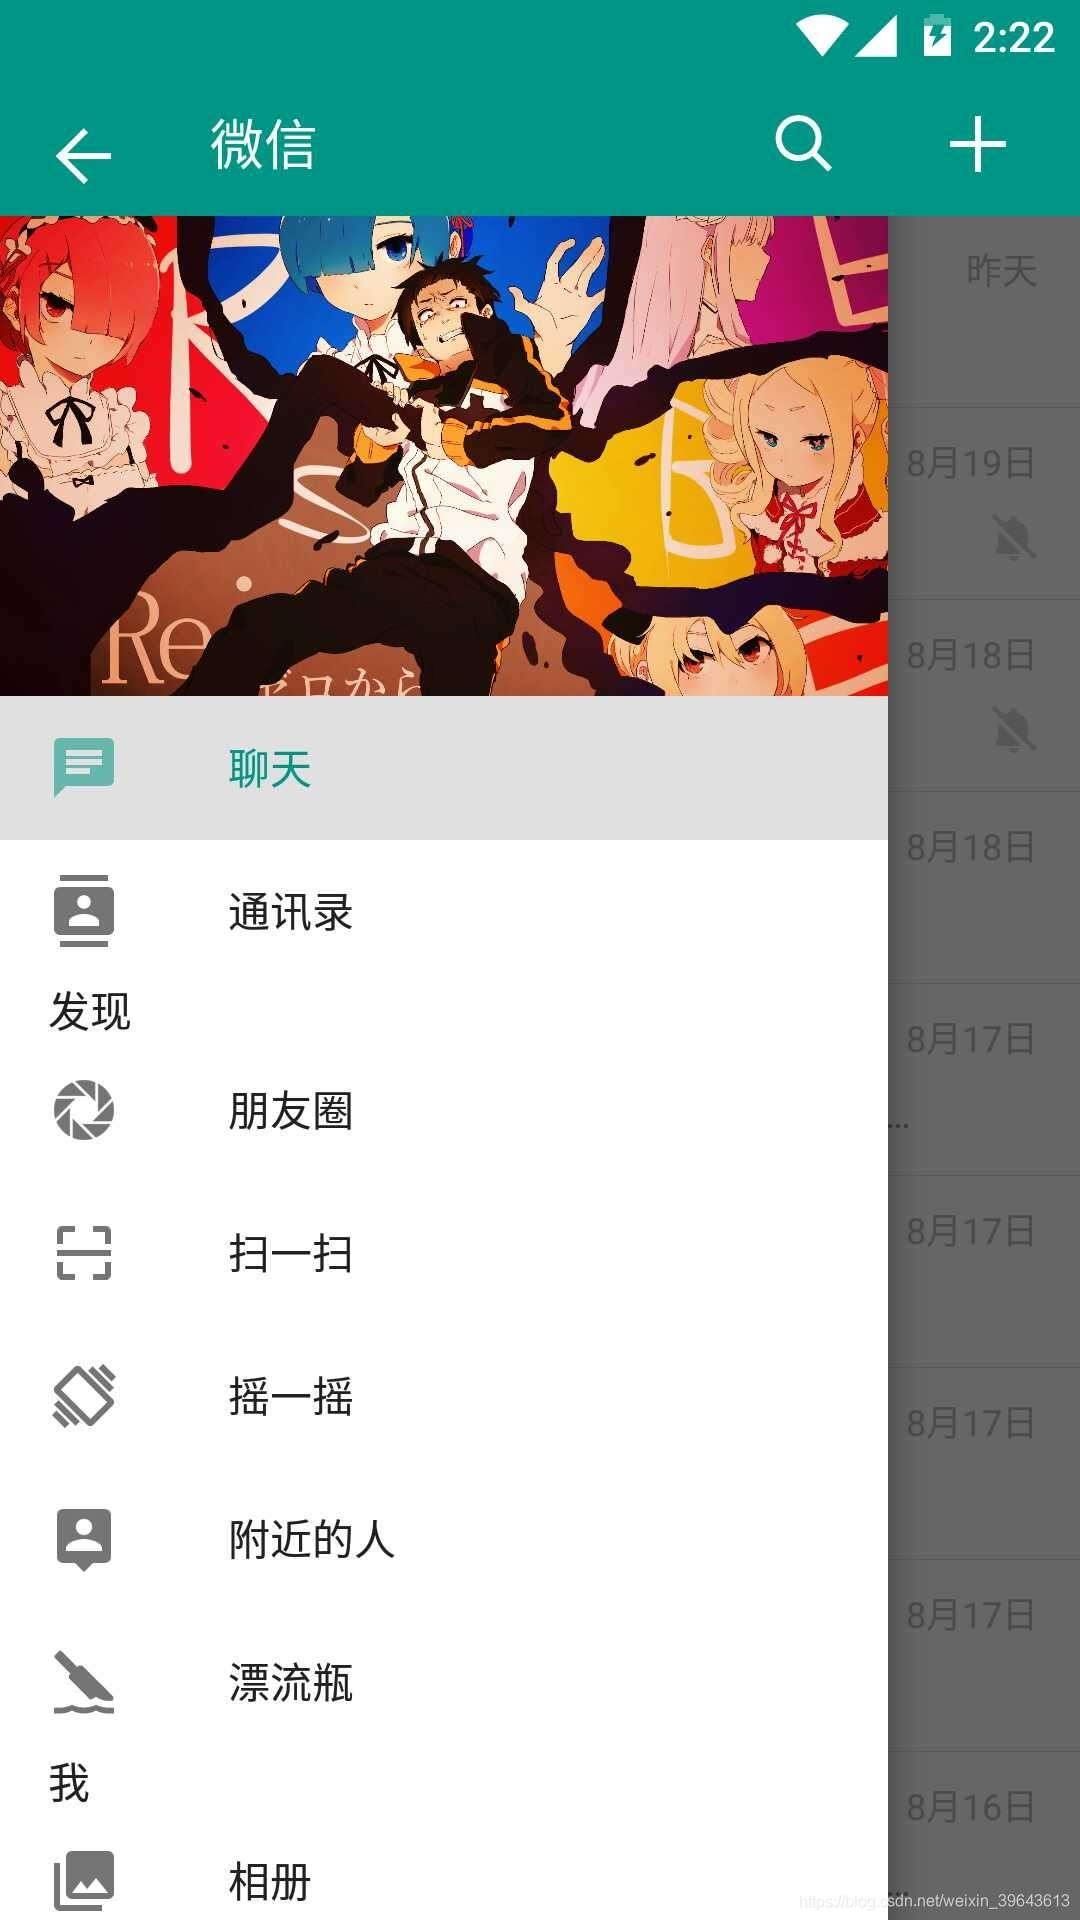 2:22
微信
昨天
8月19日
8月18日
Re
ゼロから
聊天
8月18日
通讯录
发现
8月17日
朋友圈
...
扫一扫
8月17日
摇一摇
8月17日
附近的人
8月17日
漂流瓶
我
8月16日
相册
...
https://blog.csdn.net/weixin_39643613